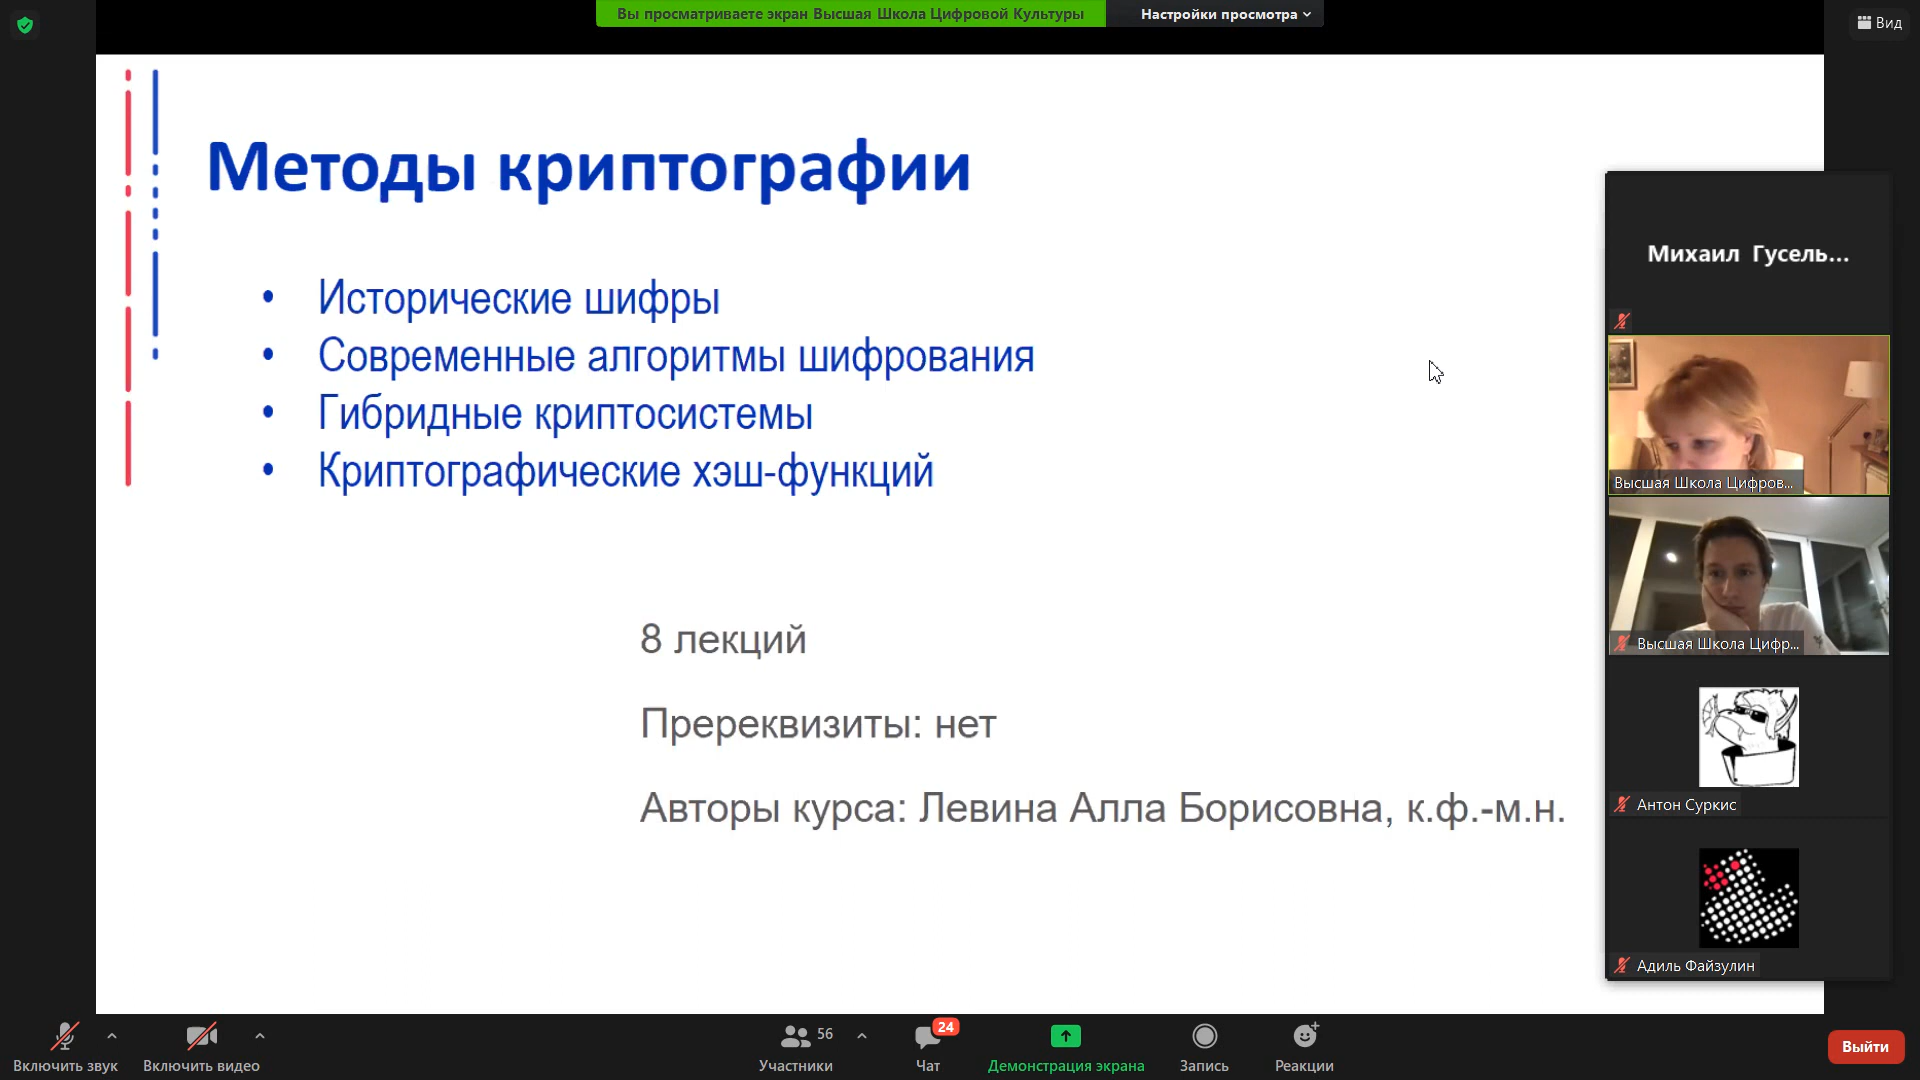 Вы просматриваете экран Высшая Школа Цифровой Культуры
Настройки просмотра
Вид
Методы криптографии
• Исторические шифры
• Современные алгоритмы шифрования
• Гибридные криптосистемы
• Криптографические хэш-функций
8 лекций
Пререквизиты: нет
Авторы курса: Левина Алла Борисовна, к.ф.-м.н.
Михаил Гусель...
Высшая Школа Цифров...
Высшая Школа Цифр...
Антон Суркис
Адиль Файзулин
Включить звук
Включить видео
56
Участники
24
Чат
Демонстрация экрана
Запись
Реакции
Выйти